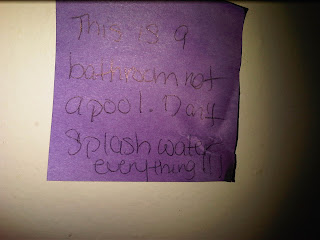 This is a
bathroom not
a pool. Don't
Splash water
everything!!